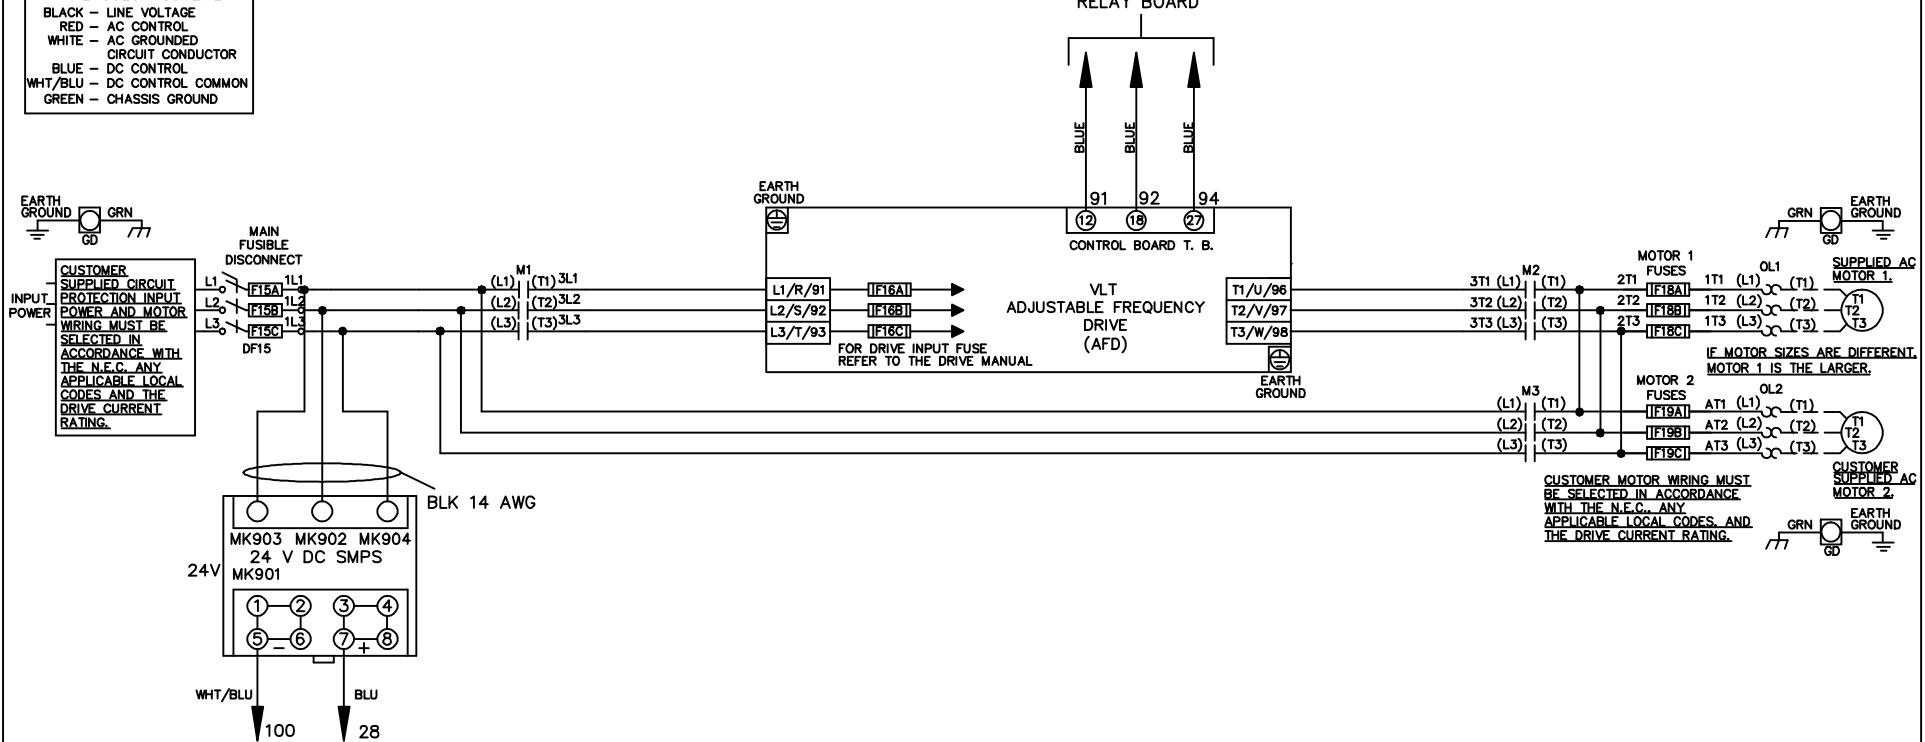 BLACK – LINE VOLTAGE
RED – AC CONTROL
WHITE – AC GROUNDED
CIRCUIT CONDUCTOR
BLUE – DC CONTROL
WHT/BLU – DC CONTROL COMMON
GREEN – CHASSIS GROUND
RELAY BOARD
BLUE
BLUE
BLUE
91
92
94
12
18
27
CONTROL BOARD T. B.
EARTH
GROUND
GRN
GD
INPUT
POWER
CUSTOMER
SUPPLIED CIRCUIT
PROTECTION INPUT
POWER AND MOTOR
WIRING MUST BE
SELECTED IN
ACCORDANCE WITH
THE N.E.C. ANY
APPLICABLE LOCAL
CODES AND THE
DRIVE CURRENT
RATING.
MAIN
FUSIBLE
DISCONNECT
L1 F15A 1L1
L2 F15B 1L2
L3 F15C 1L3
DF15
M1
(L1) (T1) 3L1
(L2) (T2) 3L2
(L3) (T3) 3L3
EARTH
GROUND
L1/R/91 F16A
L2/S/92 F16B
L3/T/93 F16C
FOR DRIVE INPUT FUSE
REFER TO THE DRIVE MANUAL
VLT
ADJUSTABLE FREQUENCY
DRIVE
(AFD)
T1/U/96
T2/V/97
T3/W/98
EARTH
GROUND
M2
3T1 (L1) (T1)
3T2 (L2) (T2)
3T3 (L3) (T3)
MOTOR 1
FUSES
2T1 F18A 1T1 (L1) (T1)
2T2 F18B 1T2 (L2) (T2)
2T3 F18C 1T3 (L3) (T3)
OL1
T1
T2
T3
GRN
EARTH
GROUND
GD
SUPPLIED AC
MOTOR 1.
IF MOTOR SIZES ARE DIFFERENT,
MOTOR 1 IS THE LARGER.
M3
(L1) (T1)
(L2) (T2)
(L3) (T3)
MOTOR 2
FUSES
F19A AT1 (L1) (T1)
F19B AT2 (L2) (T2)
F19C AT3 (L3) (T3)
OL2
T1
T2
T3
CUSTOMER
SUPPLIED AC
MOTOR 2.
CUSTOMER MOTOR WIRING MUST
BE SELECTED IN ACCORDANCE
WITH THE N.E.C., ANY
APPLICABLE LOCAL CODES, AND
THE DRIVE CURRENT RATING.
GRN
EARTH
GROUND
GD
BLK 14 AWG
MK903 MK902 MK904
24 V DC SMPS
24V
MK901
1 2 3 4
5 – 6 7 + 8
WHT/BLU
BLU
100
28